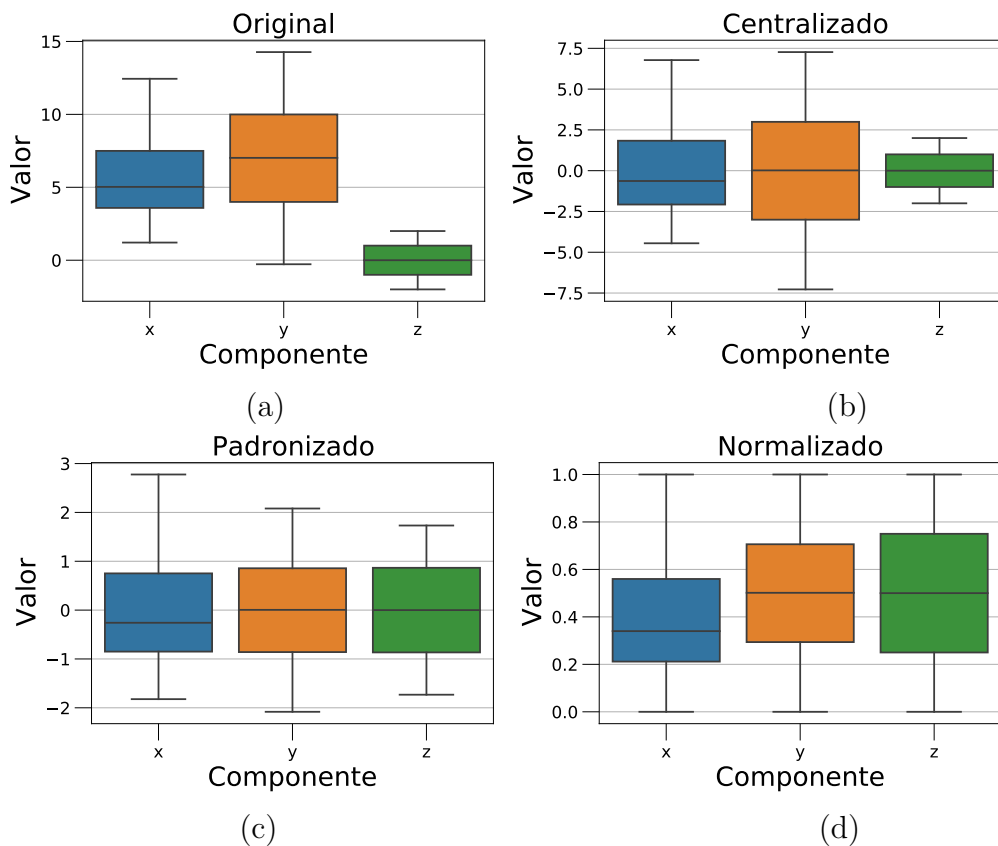 Original
Valor
15
10
5
0
x y z
Componente
(a)
Centralizado
Valor
7.5
5.0
2.5
0.0
−2.5
−5.0
−7.5
x y z
Componente
(b)
Padronizado
Valor
3
2
1
0
−1
−2
x y z
Componente
(c)
Normalizado
Valor
1.0
0.8
0.6
0.4
0.2
0.0
x y z
Componente
(d)